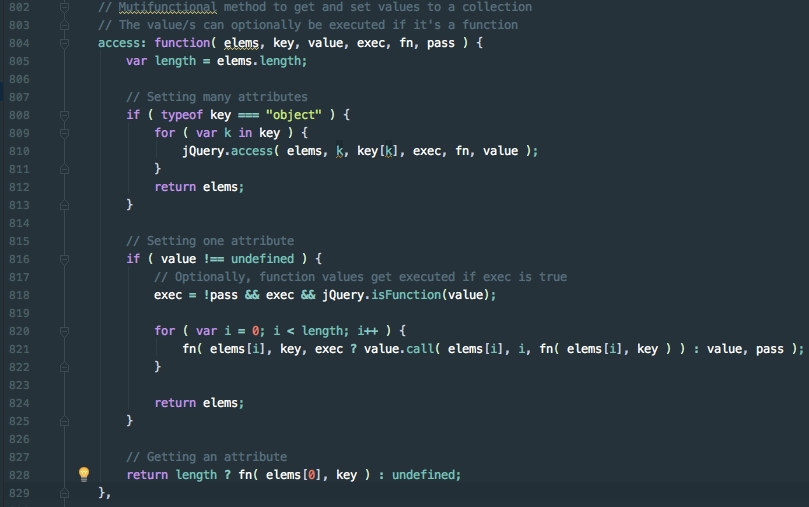 802 // Mutifunctional method to get and set values to a collection
803 // The value/s can optionally be executed if it's a function
804 access: function( elems, key, value, exec, fn, pass ) {
805 var length = elems.length;
806
807 // Setting many attributes
808 if ( typeof key === "object" ) {
809 for ( var k in key ) {
810 jQuery.access( elems, k, key[k], exec, fn, value );
811 }
812 return elems;
813 }
814
815 // Setting one attribute
816 if ( value !== undefined ) {
817 // Optionally, function values get executed if exec is true
818 exec = !pass && exec && jQuery.isFunction(value);
819
820 for ( var i = 0; i < length; i++ ) {
821 fn( elems[i], key, exec ? value.call( elems[i], i, fn( elems[i], key ) ) : value, pass );
822 }
823
824 return elems;
825 }
826
827 // Getting an attribute
828 return length ? fn( elems[0], key ) : undefined;
829 },